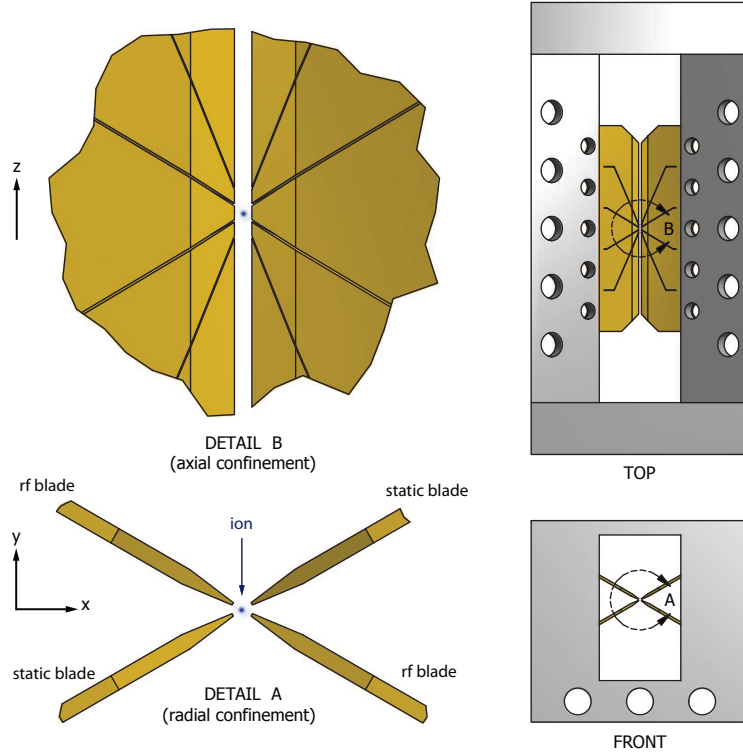 z
B
DETAIL B
(axial confinement)
TOP
rf blade
static blade
ion
y
x
A
static blade
rf blade
DETAIL A
(radial confinement)
FRONT